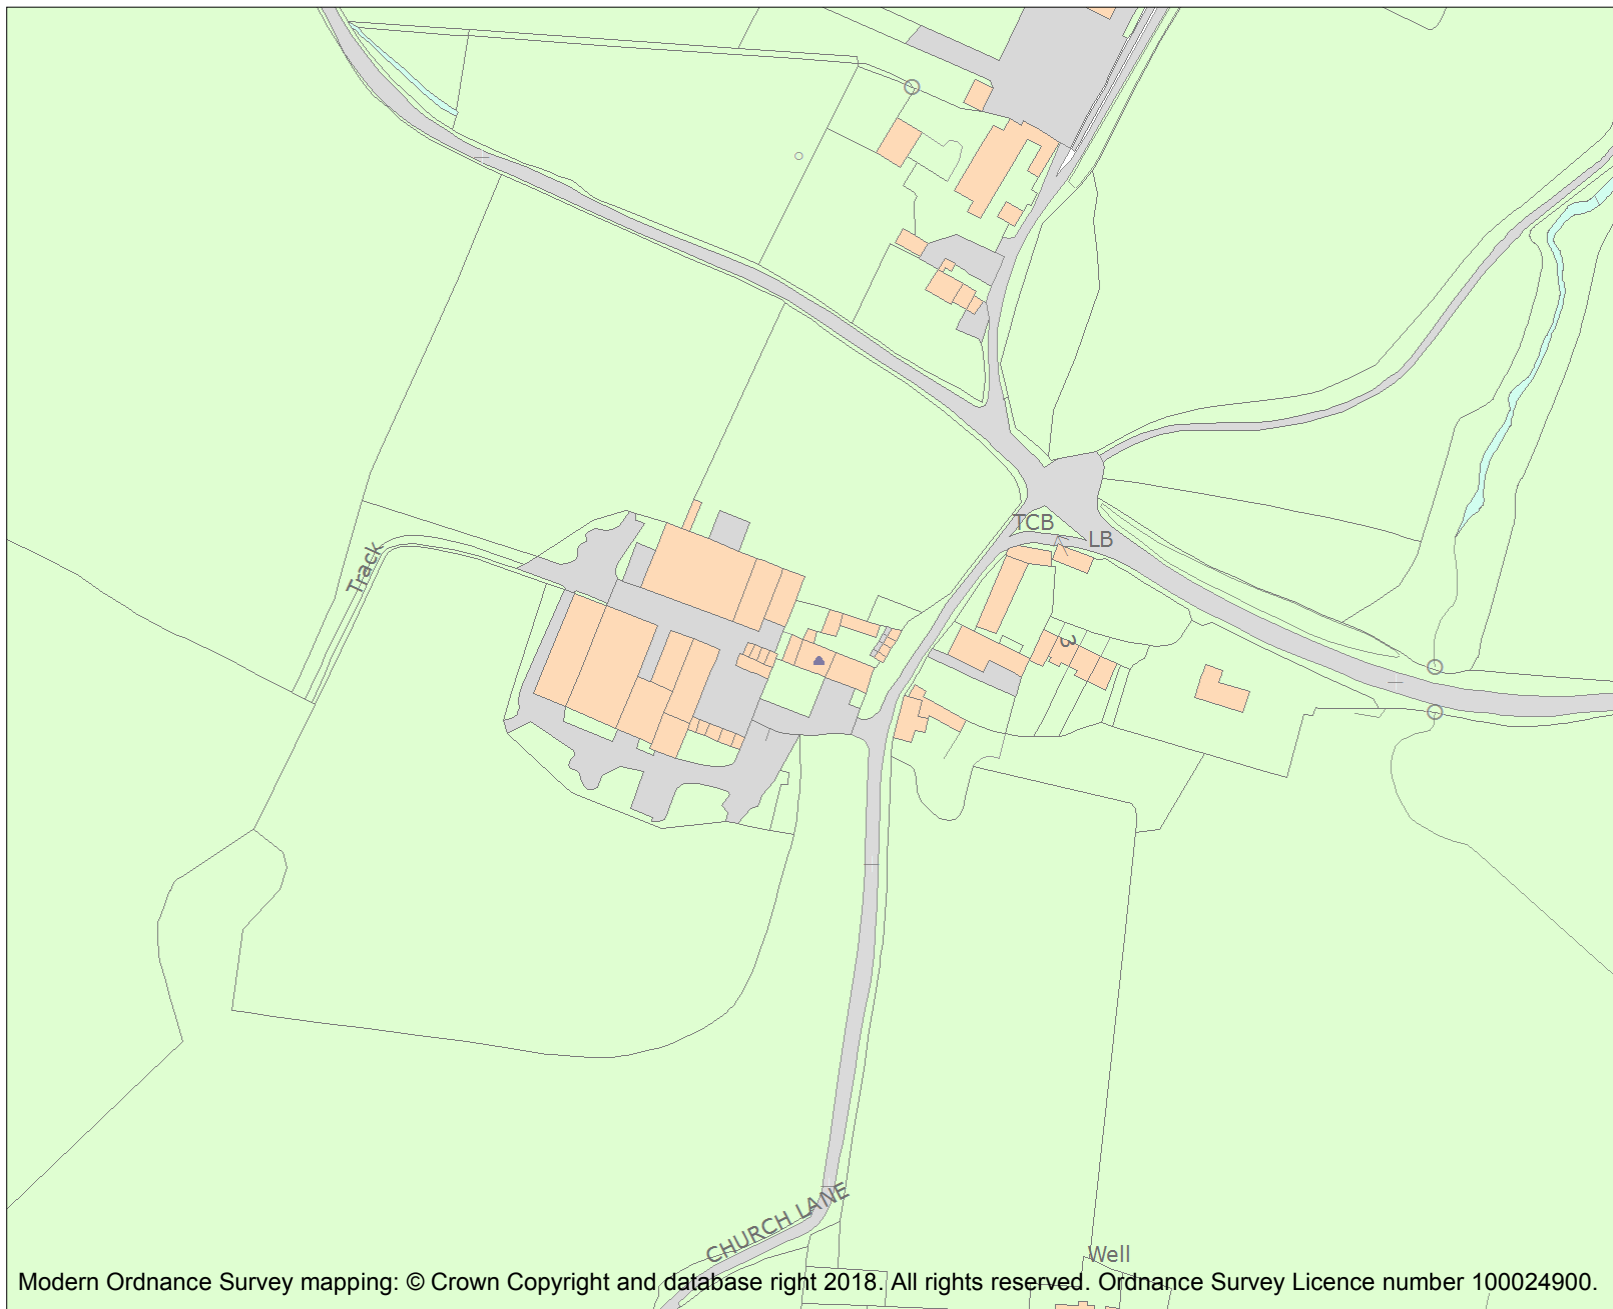 TCB
LB
Track
3
CHURCH LANE
Well
Modern Ordnance Survey mapping: © Crown Copyright and database right 2018. All rights reserved. Ordnance Survey Licence number 100024900.